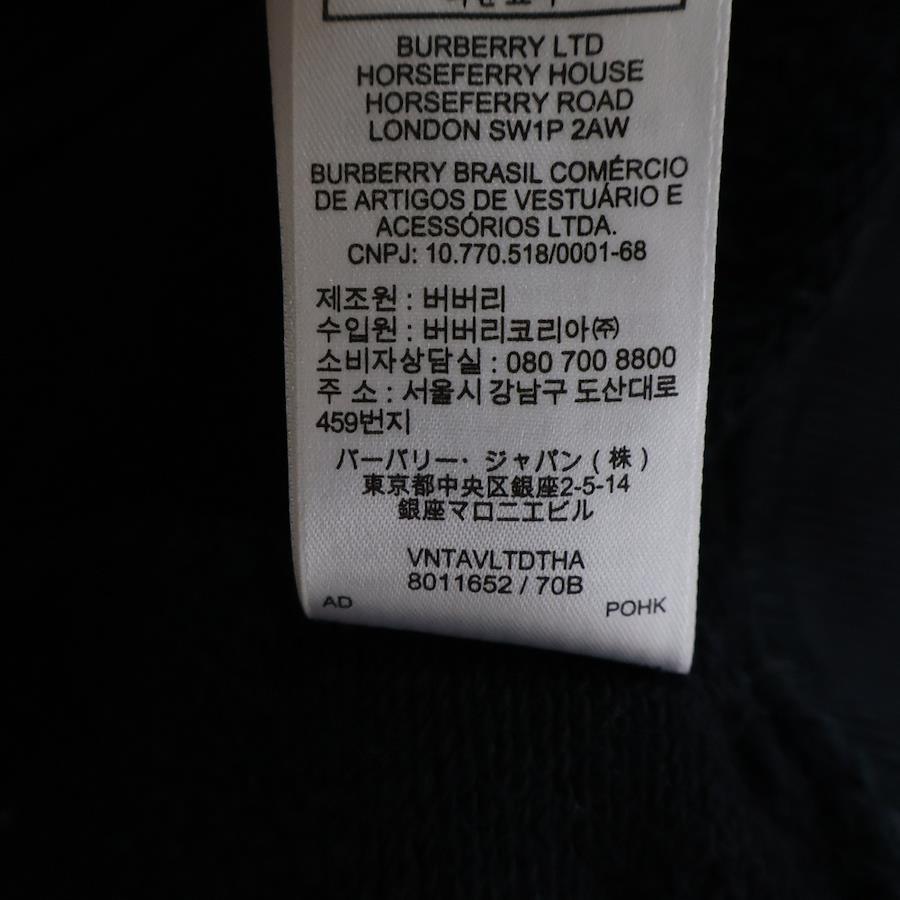 BURBERRY LTD
HORSEFERRY HOUSE
HORSEFERRY ROAD
LONDON SW1P 2AW
BURBERRY BRASIL COMÉRCIO
DE ARTIGOS DE VESTUÁRIO E
ACESSÓRIOS LTDA.
CNPJ: 10.770.518/0001-68
제조원 : 버버리
수입원 : 버버리코리아㈜
소비자상담실 : 080 700 8800
주 소 : 서울시 강남구 도산대로
459번지
バーバリー・ジャパン ( 株 )
東京都中央区銀座2-5-14
銀座マロニエビル
VNTAVLTDTHA
8011652 / 70B
AD
POHK